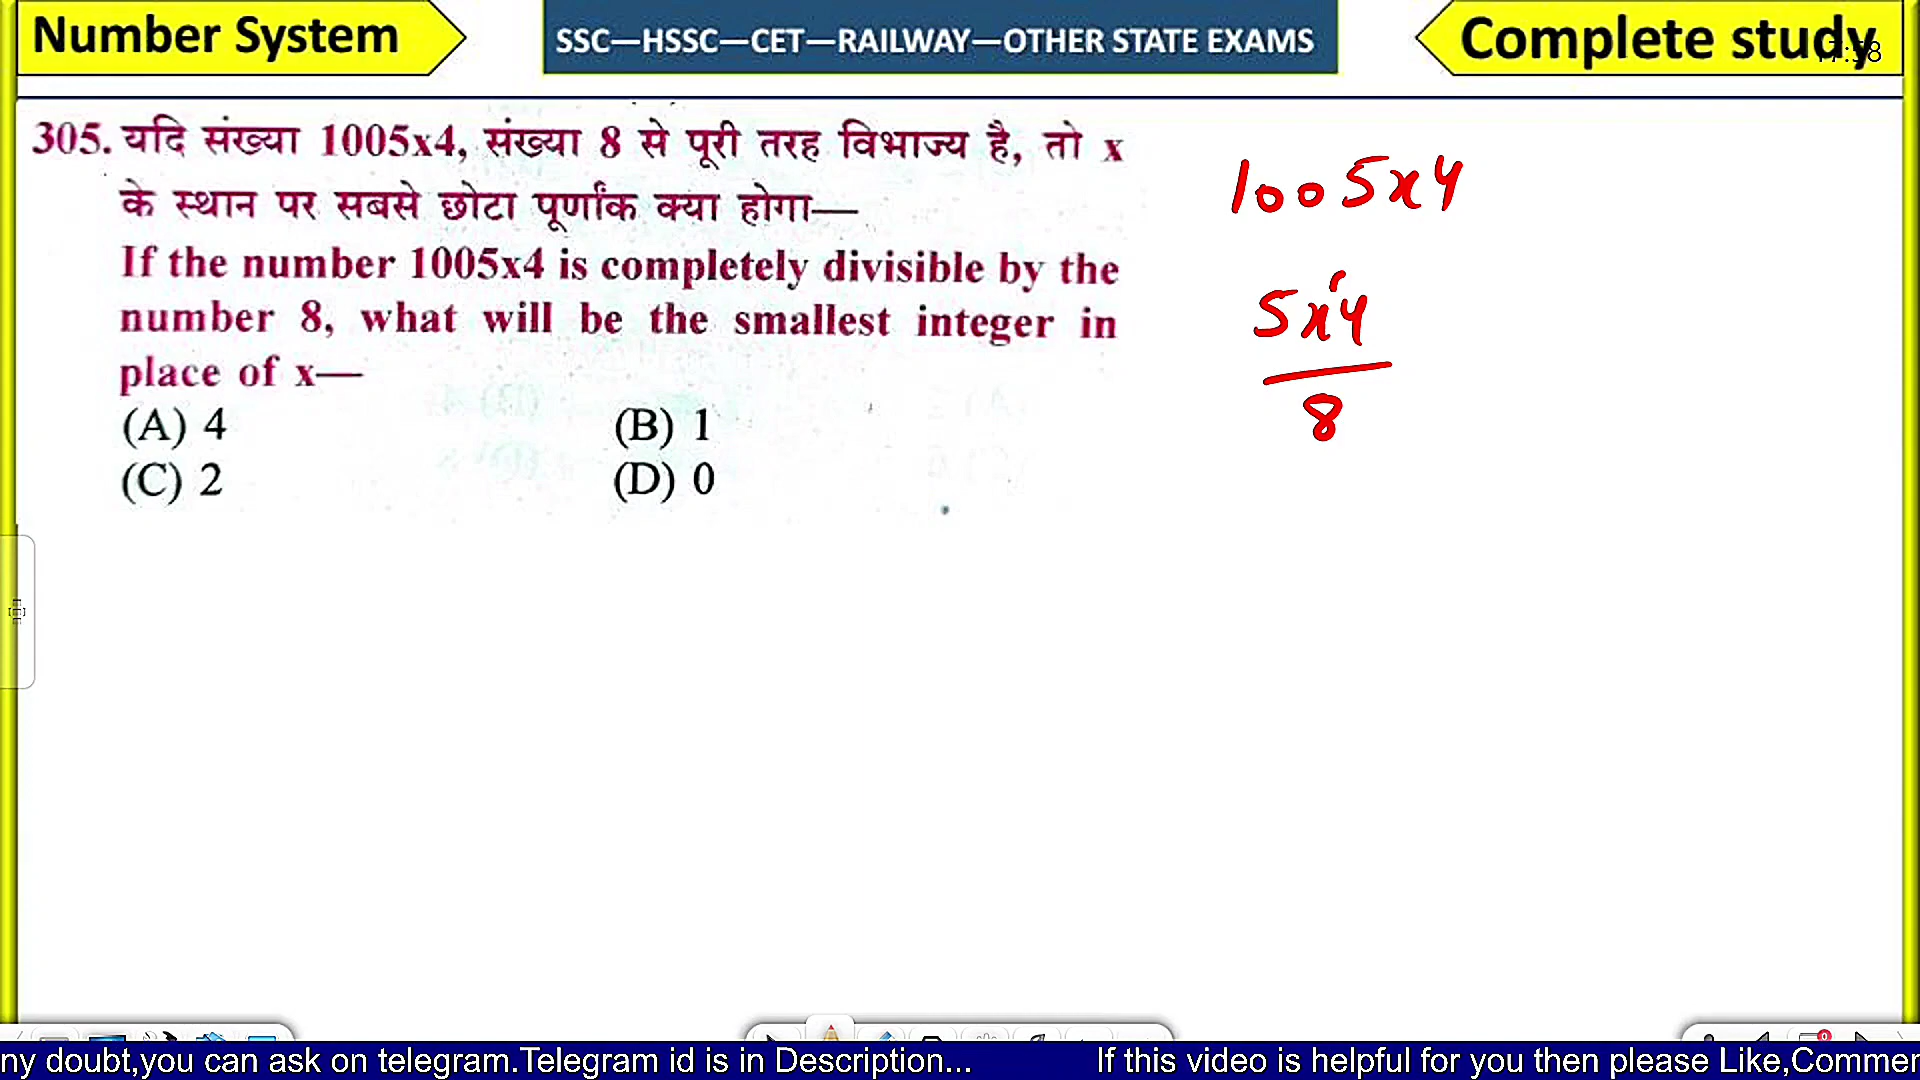 Number System
SSC—HSSC—CET—RAILWAY—OTHER STATE EXAMS
Complete study
305. यदि संख्या 1005x4, संख्या 8 से पूरी तरह विभाज्य है, तो x
के स्थान पर सबसे छोटा पूर्णांक क्या होगा—
If the number 1005x4 is completely divisible by the
number 8, what will be the smallest integer in
place of x—
(A) 4 (B) 1
(C) 2 (D) 0
1005x4
5x4
8
ny doubt,you can ask on telegram.Telegram id is in Description... If this video is helpful for you then please Like,Commer